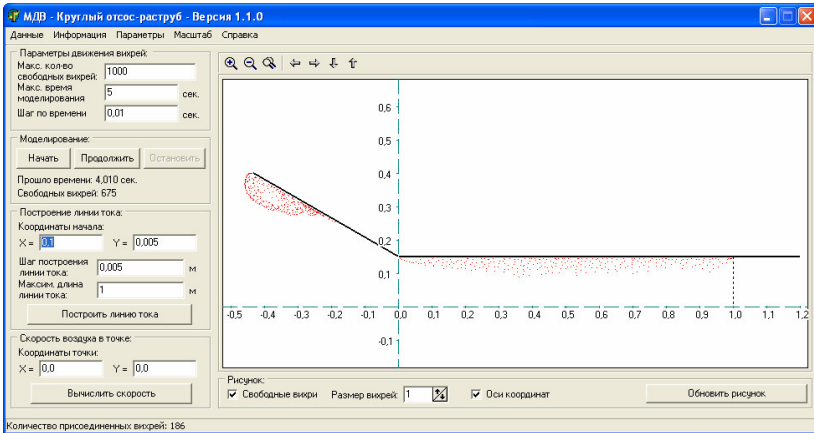 МДВ - Круглый отсос-раструб - Версия 1.1.0
Данные Информация Параметры Масштаб Справка
Параметры движения вихрей:
Макс. кол-во
свободных вихрей: 1000
Макс. время
моделирования 5 сек.
Шаг по времени 0,01 сек.
Моделирование:
Начать Продолжить Остановить
Прошло времени: 4,010 сек.
Свободных вихрей: 675
Построение линии тока:
Координаты начала:
X = 0,1 Y = 0,005
Шаг построения
линии тока: 0,005 м
Максим. длина
линии тока: 1 м
Построить линию тока
Скорость воздуха в точке:
Координаты точки:
X = 0,0 Y = 0,0
Вычислить скорость
0,6
0,5
0,4
0,3
0,2
0,1
-0,5 -0,4 -0,3 -0,2 -0,1 0,0 0,1 0,2 0,3 0,4 0,5 0,6 0,7 0,8 0,9 1,0 1,1 1,2
-0,1
Рисунок:
Свободные вихри Размер вихрей: 1 Оси координат Обновить рисунок
Количество присоединенных вихрей: 186